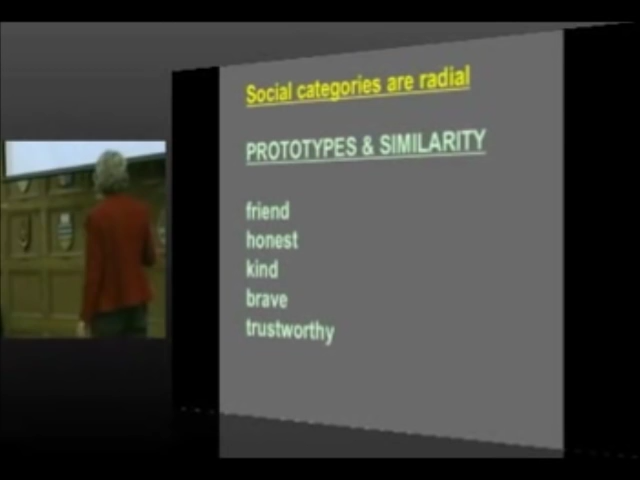 Social categories are radial
PROTOTYPES & SIMILARITY
friend
honest
kind
brave
trustworthy